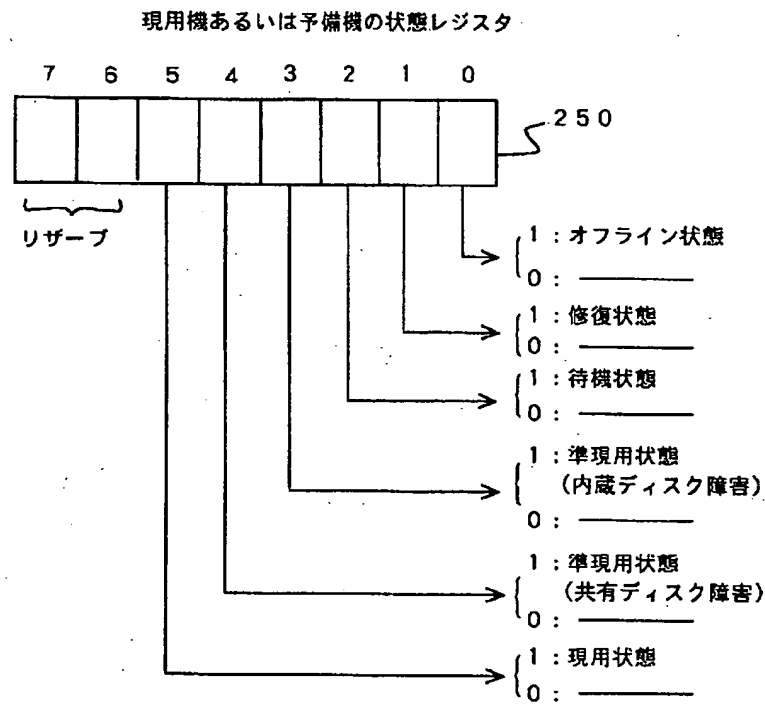 現用機あるいは予備機の状態レジスタ
7 6 5 4 3 2 1 0
250
リザーブ
1：オフライン状態
0：
1：修復状態
0：
1：待機状態
0：
1：準現用状態
（内蔵ディスク障害）
0：
1：準現用状態
（共有ディスク障害）
0：
1：現用状態
0：